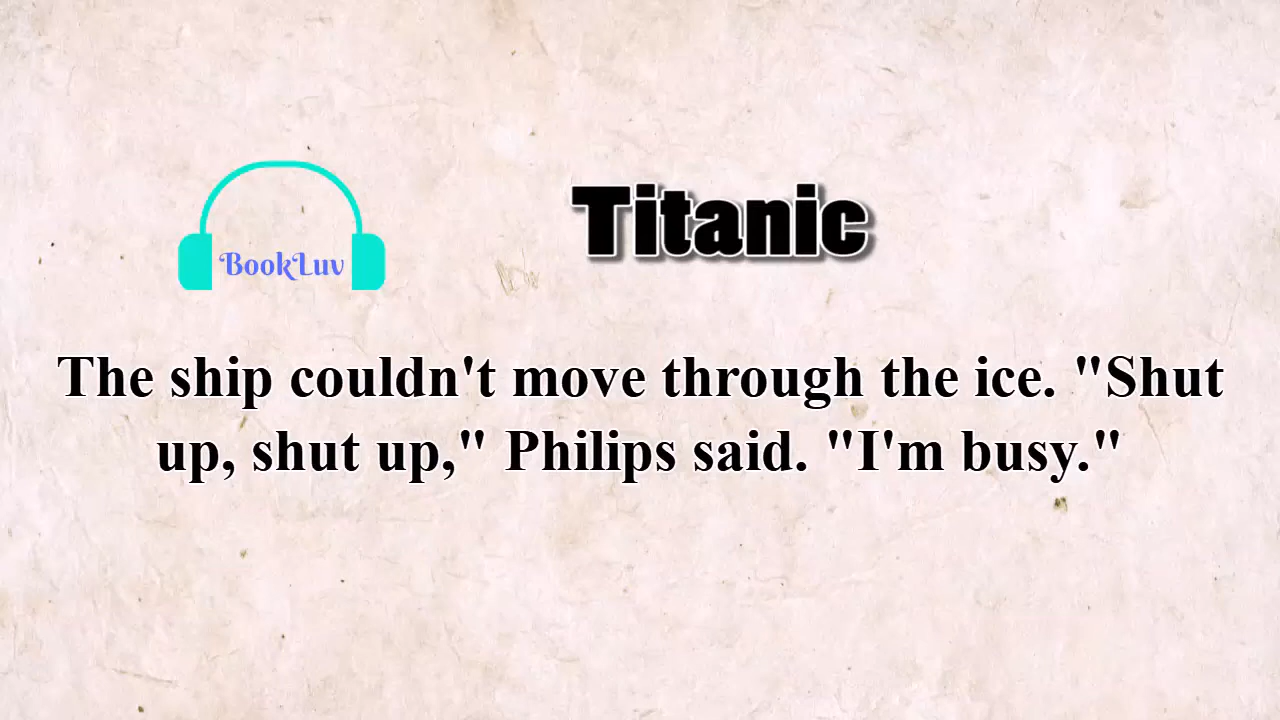 BookLuv
Titanic
The ship couldn't move through the ice. "Shut
up, shut up," Philips said. "I'm busy."